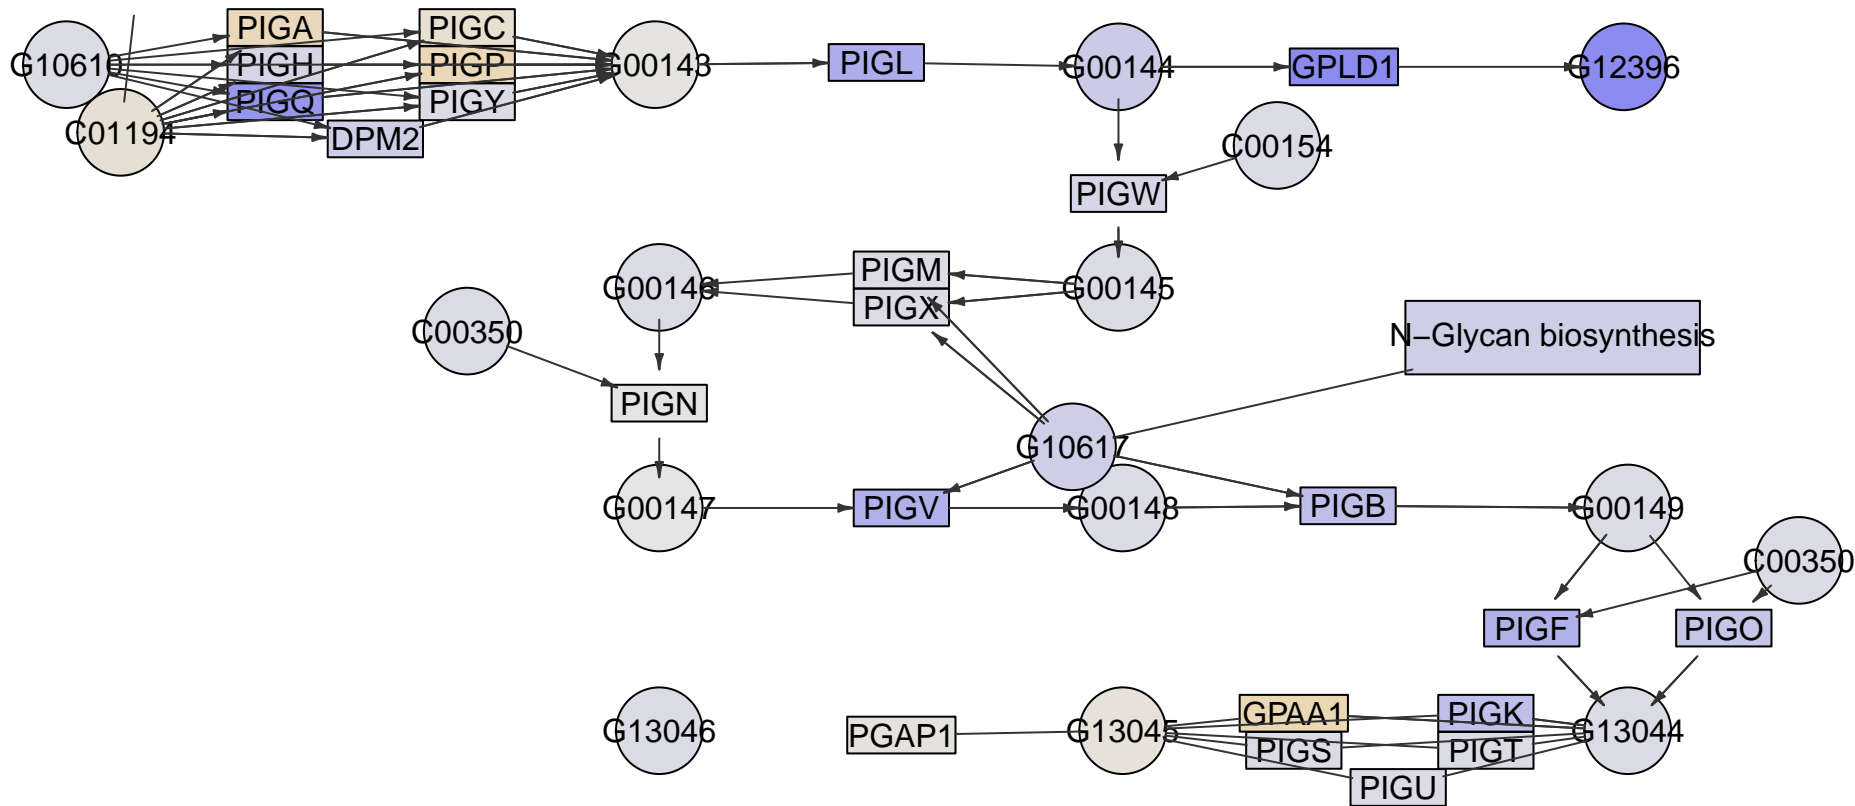 PIGA
PIGC
G10610
PIGH
PIGP
G00143
PIGL
G00144
GPLD1
G12396
PIGQ
PIGY
C01194
DPM2
C00154
PIGW
PIGM
G00146
G00145
PIGX
C00350
N–Glycan biosynthesis
PIGN
G10617
G00147
PIGV
G00148
PIGB
G00149
C00350
PIGF
PIGO
GPAA1
PIGK
G13046
PGAP1
G13045
G13044
PIGS
PIGT
PIGU